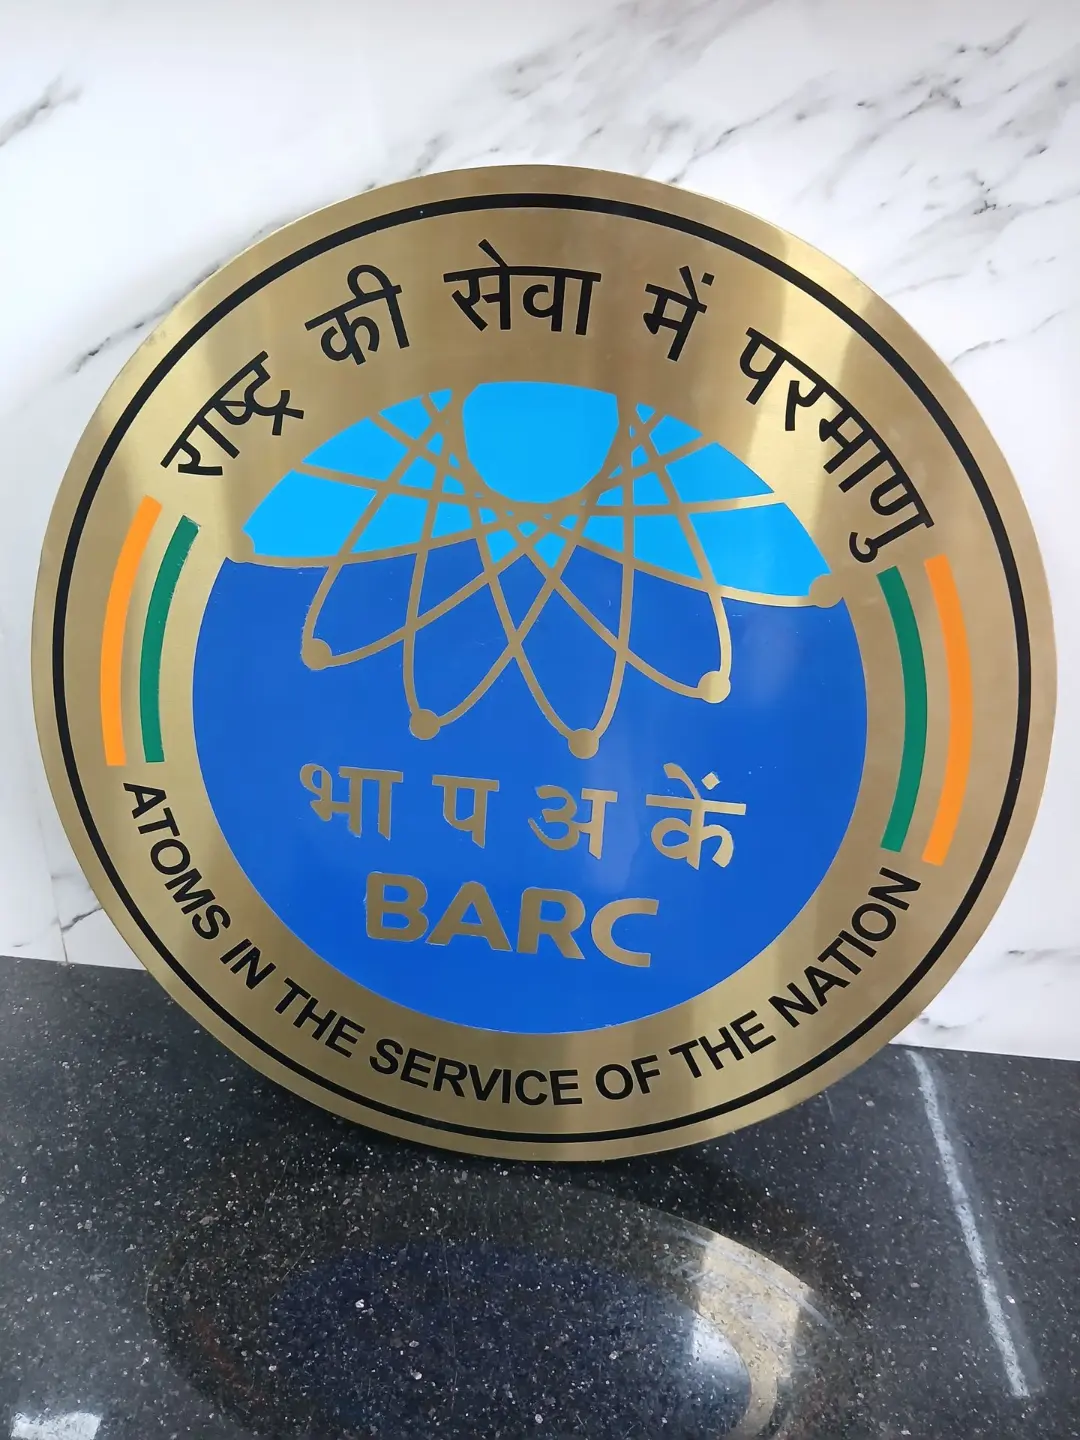 राष्ट्र की सेवा में परमाणु
भा प अ कें
BARC
ATOMS IN THE SERVICE OF THE NATION